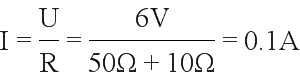 I = U/R = 6V/(50Ω + 10Ω) = 0.1A